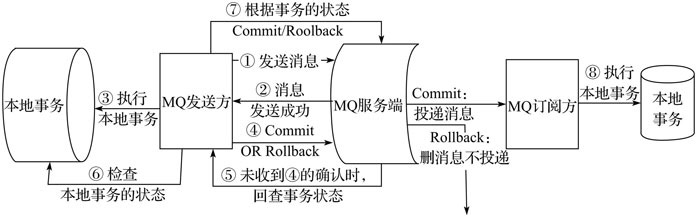 ⑦ 根据事务的状态
Commit/Roolback
① 发送消息
本地事务
③ 执行
本地事务
MQ发送方
② 消息
发送成功
MQ服务端
Commit：
投递消息
MQ订阅方
⑧ 执行
本地事务
本地
事务
④ Commit
OR Rollback
Rollback：
删消息不投递
⑥ 检查
本地事务的状态
⑤ 未收到④的确认时，
回查事务状态